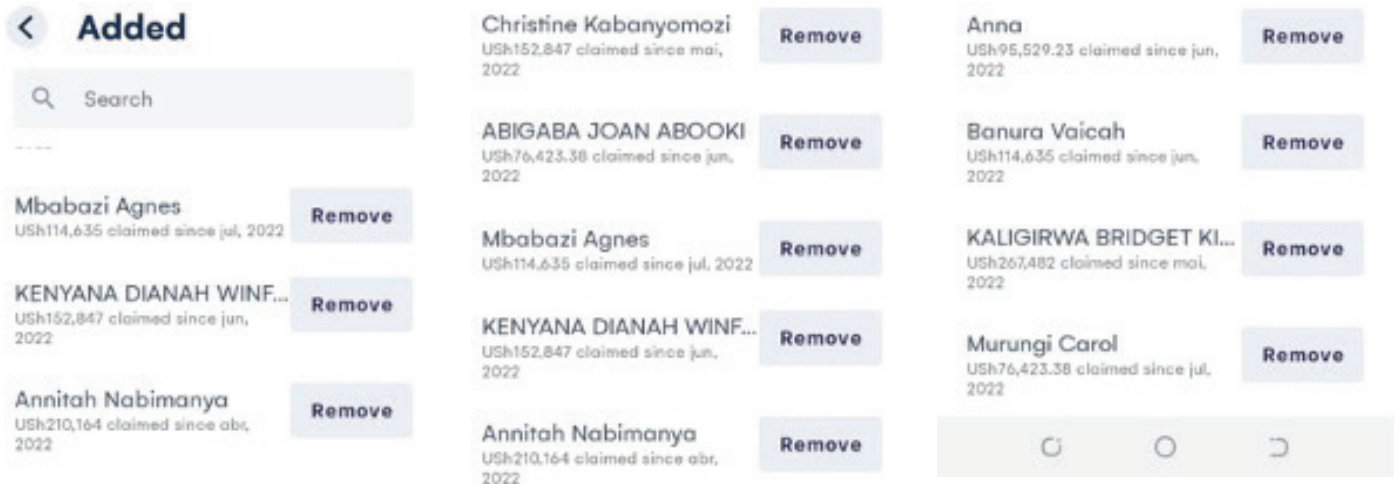 Added
Search
Mbabazi Agnes
USh114,635 claimed since jul, 2022
Remove
KENYANA DIANAH WINF...
USh152,847 claimed since jun,
2022
Remove
Annitah Nabimanya
USh210,164 claimed since abr,
2022
Remove
Christine Kabanyomozi
USh152,847 claimed since mai,
2022
Remove
ABIGABA JOAN ABOOKI
USh76,423.38 claimed since jun,
2022
Remove
Mbabazi Agnes
USh114,635 claimed since jul, 2022
Remove
KENYANA DIANAH WINF...
USh152,847 claimed since jun,
2022
Remove
Annitah Nabimanya
USh210,164 claimed since abr,
2022
Remove
Anna
USh95,529.23 claimed since jun,
2022
Remove
Banura Vaicah
USh114,635 claimed since jun,
2022
Remove
KALIGIRWA BRIDGET KI...
USh267,482 claimed since mai,
2022
Remove
Murungi Carol
USh76,423.38 claimed since jul,
2022
Remove